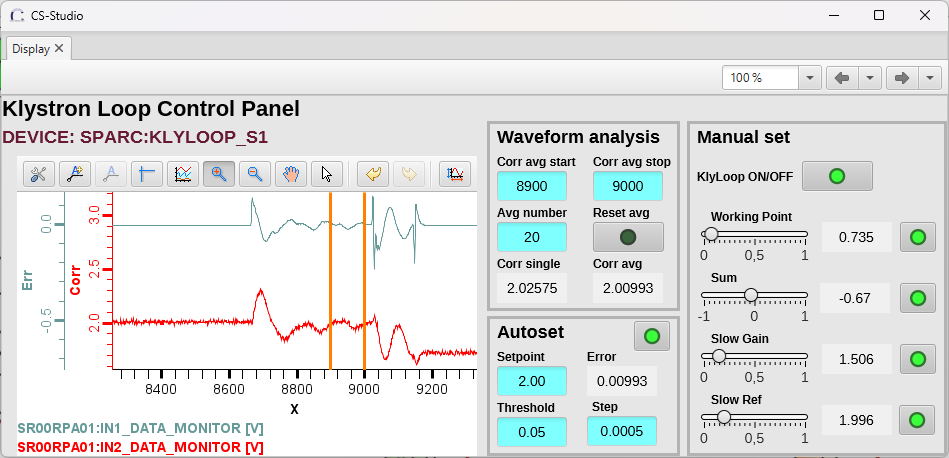 CS-Studio
Display
100 %
Klystron Loop Control Panel
DEVICE: SPARC:KLYLOOP_S1
Err
0.0
-0.5
Corr
3.0
2.5
2.0
8400 8600 8800 9000 9200
X
SR00RPA01:IN1_DATA_MONITOR [V]
SR00RPA01:IN2_DATA_MONITOR [V]
Waveform analysis
Corr avg start Corr avg stop
8900 9000
Avg number Reset avg
20
Corr single Corr avg
2.02575 2.00993
Autoset
Setpoint Error
2.00 0.00993
Threshold Step
0.05 0.0005
Manual set
KlyLoop ON/OFF
Working Point
0 0,5 1
0.735
Sum
-1 0 1
-0.67
Slow Gain
0 0,5 1
1.506
Slow Ref
0 0,5 1
1.996